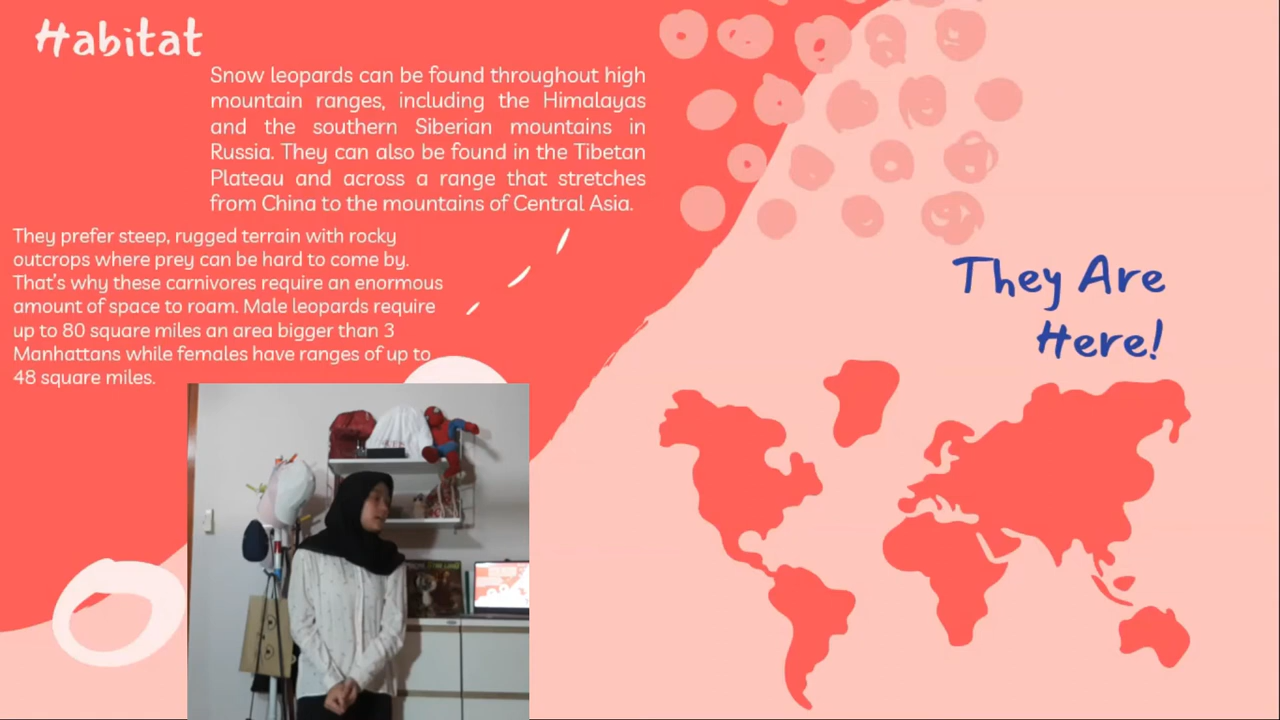 Habitat
Snow leopards can be found throughout high
mountain ranges, including the Himalayas
and the southern Siberian mountains in
Russia. They can also be found in the Tibetan
Plateau and across a range that stretches
from China to the mountains of Central Asia.
They prefer steep, rugged terrain with rocky
outcrops where prey can be hard to come by.
That's why these carnivores require an enormous
amount of space to roam. Male leopards require
up to 80 square miles an area bigger than 3
Manhattans while females have ranges of up to
48 square miles.
They Are
Here!